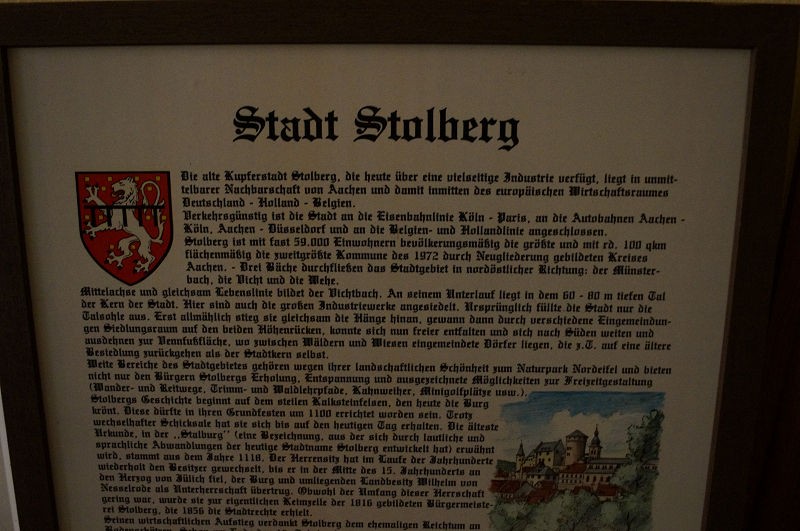 Stadt Stolberg
Die alte Kupferstadt Stolberg, die heute über eine vielseitige Industrie verfügt, liegt in unmit-
telbarer Nachbarschaft von Aachen und damit inmitten des europäischen Wirtschaftsraumes
Deutschland - Holland - Belgien.
Verkehrsgünstig ist die Stadt an die Eisenbahnlinie Köln - Paris, an die Autobahnen Aachen -
Köln, Aachen - Düsseldorf und an die Belgien- und Hollandlinie angeschlossen.
Stolberg ist mit fast 59.000 Einwohnern bevölkerungsmäßig die größte und mit rd. 100 qkm
flächenmäßig die zweitgrößte Kommune des 1972 durch Neugliederung gebildeten Kreises
Aachen. - Drei Bäche durchfließen das Stadtgebiet in nordöstlicher Richtung: der Münster-
bach, die Vicht und die Wehe.
Mittelachse und gleichsam Lebenslinie bildet der Vichtbach. An seinem Unterlauf liegt in dem 60 - 80 m tiefen Tal
der Kern der Stadt. Hier sind auch die großen Industriewerke angesiedelt. Ursprünglich füllte die Stadt nur die
Talsohle aus. Erst allmählich stieg sie gleichsam die Hänge hinan, gewann dann durch verschiedene Eingemeindun-
gen Siedlungsraum auf den beiden Höhenrücken, konnte sich nun freier entfalten und sich nach Süden weiten und
ausdehnen zur Vennfußfläche, wo zwischen Wäldern und Wiesen eingemeindete Dörfer liegen, die z.T. auf eine ältere
Besiedlung zurückgehen als der Stadtkern selbst.
Weite Bereiche des Stadtgebietes gehören wegen ihrer landschaftlichen Schönheit zum Naturpark Nordeifel und bieten
nicht nur den Bürgern Stolbergs Erholung, Entspannung und ausgezeichnete Möglichkeiten zur Freizeitgestaltung
(Wander- und Reitwege, Trimm- und Waldlehrpfade, Kahnweiher, Minigolfplätze usw.).
Stolbergs Geschichte beginnt auf dem steilen Kalksteinfelsen, den heute die Burg
krönt. Diese dürfte in ihren Grundfesten um 1100 errichtet worden sein. Trotz
wechselhafter Schicksale hat sie sich bis auf den heutigen Tag erhalten. Die älteste
Urkunde, in der „Stalburg" (eine Bezeichnung, aus der sich durch lautliche und
sprachliche Abwandlungen der heutige Stadtname Stolberg entwickelt hat) erwähnt
wird, stammt aus dem Jahre 1118. Der Herrensitz hat im Laufe der Jahrhunderte
wiederholt den Besitzer gewechselt, bis er in der Mitte des 15. Jahrhunderts an
den Herzog von Jülich fiel, der Burg und umliegenden Landbesitz Wilhelm von
Nesselrode als Unterherrschaft übertrug. Obwohl der Umfang dieser Herrschaft
gering war, wurde sie zur eigentlichen Keimzelle der 1816 gebildeten Bürgermeiste-
rei Stolberg, die 1856 die Stadtrechte erhielt.
Seinen wirtschaftlichen Aufstieg verdankt Stolberg dem ehemaligen Reichtum an